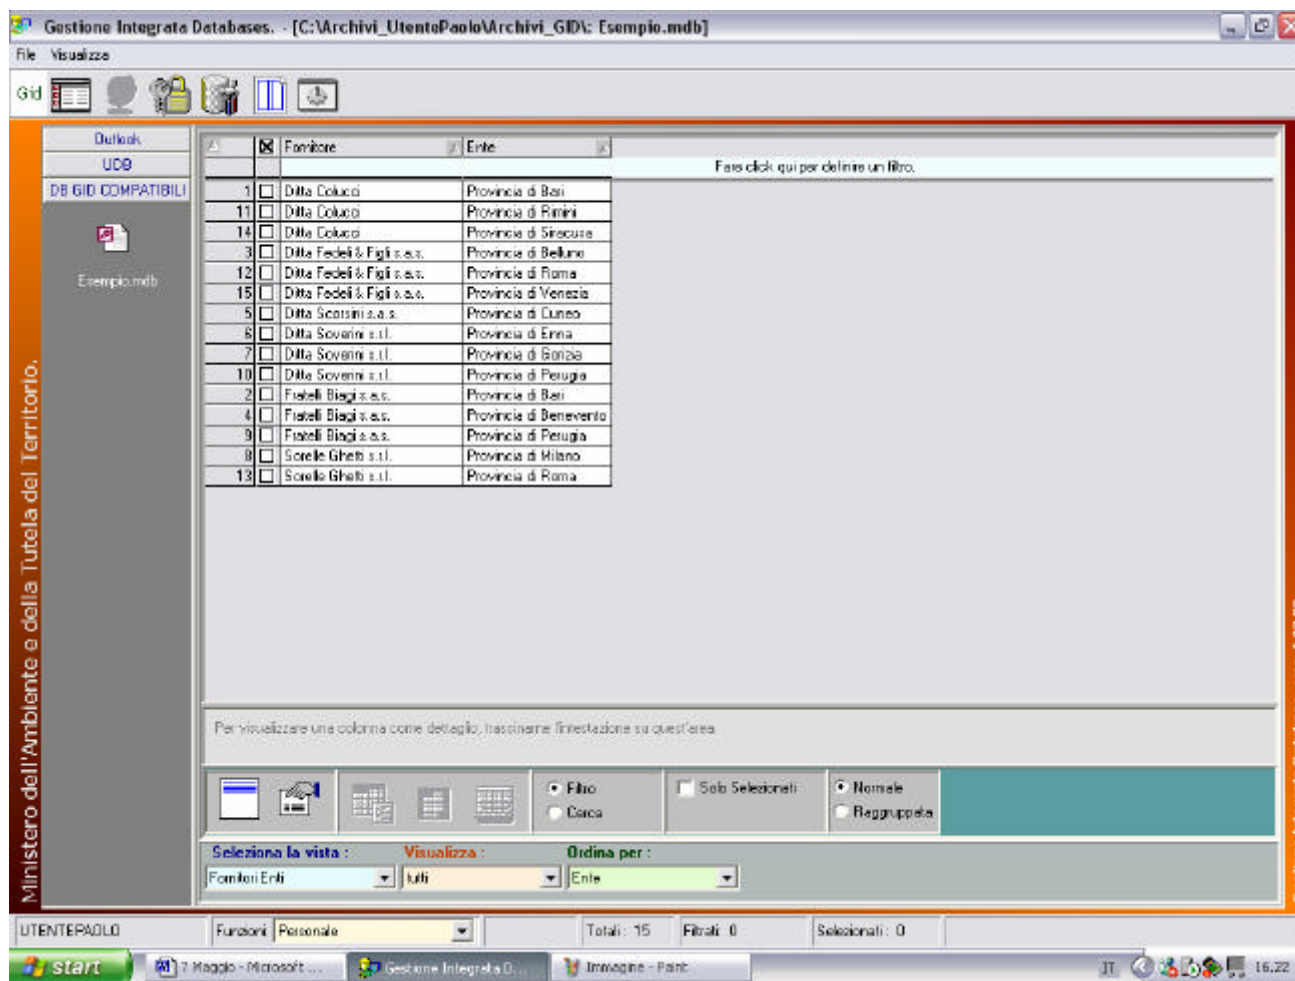 Gestione Integrata Databases. - [C:\Archivi_UtentePaolo\Archivi_GID\: Esempio.mdb]
File Visualizza
Gid
Outlook
UDB
DB GID COMPATIBILI
Esempio.mdb
Ministero dell'Ambiente e della Tutela del Territorio.
Fornitore Ente
Fare click qui per definire un filtro.
1 Ditta Colucci Provincia di Bari
11 Ditta Colucci Provincia di Rimini
14 Ditta Colucci Provincia di Siracusa
3 Ditta Fedeli & Figli s.a.s. Provincia di Belluno
12 Ditta Fedeli & Figli s.a.s. Provincia di Roma
15 Ditta Fedeli & Figli s.a.s. Provincia di Venezia
5 Ditta Scorsini s.a.s. Provincia di Cuneo
6 Ditta Soverini s.r.l. Provincia di Enna
7 Ditta Soverini s.r.l. Provincia di Gorizia
10 Ditta Soverini s.r.l. Provincia di Perugia
2 Fratelli Biagi s.a.s. Provincia di Bari
4 Fratelli Biagi s.a.s. Provincia di Benevento
9 Fratelli Biagi s.a.s. Provincia di Perugia
8 Sorelle Ghetti s.r.l. Provincia di Milano
13 Sorelle Ghetti s.r.l. Provincia di Roma
Per visualizzare una colonna come dettaglio, trascinarne l'intestazione su quest'area
Filtro
Cerca
Solo Selezionati
Normale
Raggruppata
Seleziona la vista : Visualizza : Ordina per :
Fornitori Enti tutti Ente
UTENTEPAOLO Funzioni Personale Totali : 15 Filtrati 0 Selezionati : 0
start 7 Maggio - Microsoft ... Gestione Integrata D... Immagine - Paint IT 16.22